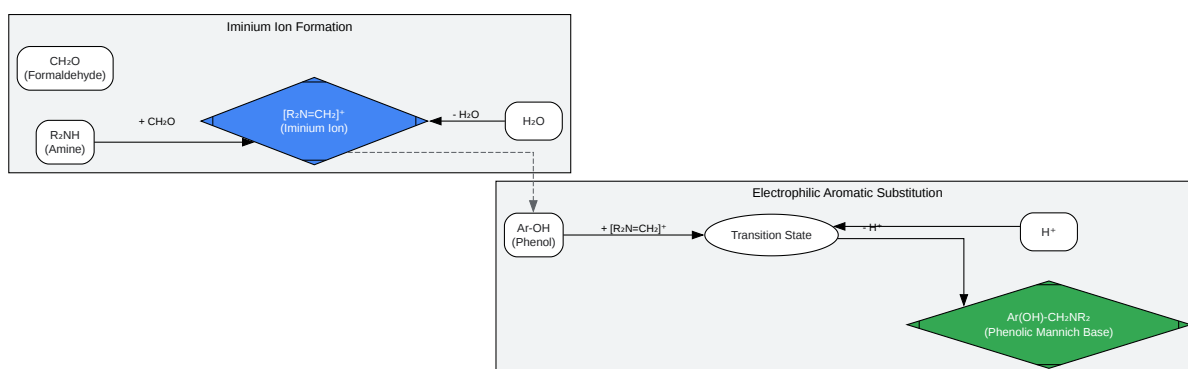 Iminium Ion Formation
CH₂O
(Formaldehyde)
R₂NH
(Amine)
+ CH₂O
[R₂N=CH₂]⁺
(Iminium Ion)
- H₂O
H₂O
Electrophilic Aromatic Substitution
Ar-OH
(Phenol)
+ [R₂N=CH₂]⁺
Transition State
- H⁺
H⁺
Ar(OH)-CH₂NR₂
(Phenolic Mannich Base)